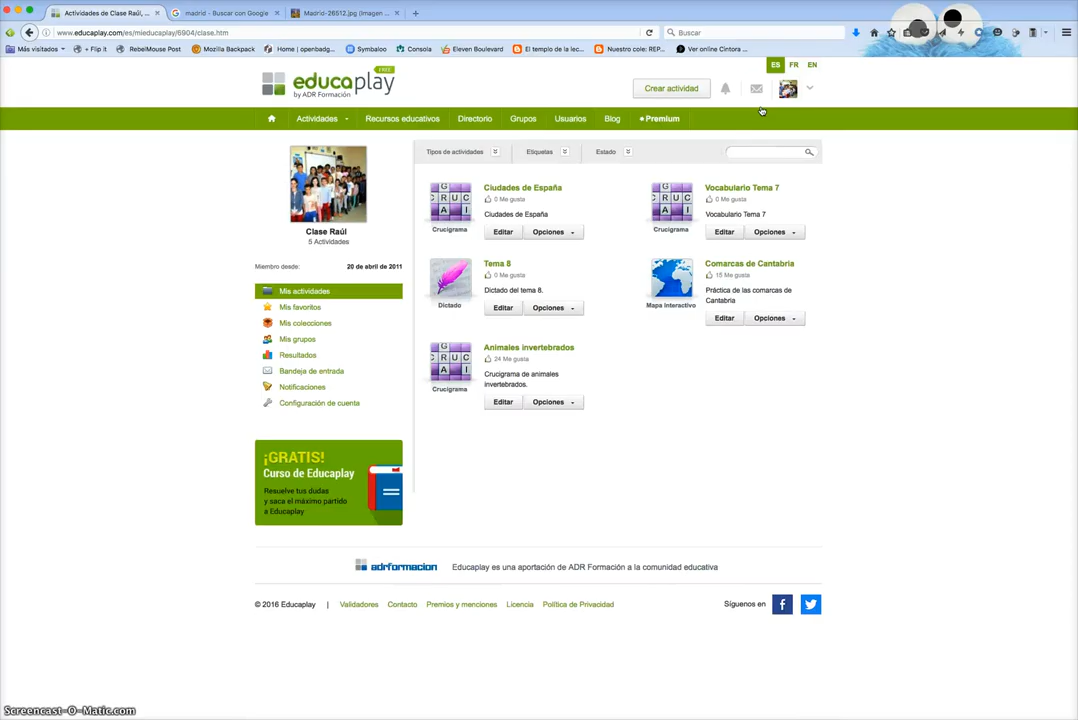 Actividades de Clase Raúl, ...
madrid - Buscar con Google
Madrid-26512.jpg (Imagen ...
www.educaplay.com/es/mieducaplay/6904/clase.htm
Buscar
Más visitados
+ Flip it
RebelMouse Post
Mozilla Backpack
Home | openbadg...
Symbaloo
Consola
Eleven Boulevard
El templo de la lec...
Nuestro cole: REP...
Ver online Cintora ...
ES FR EN
educaplay FREE
by ADR Formación
Crear actividad
Actividades
Recursos educativos
Directorio
Grupos
Usuarios
Blog
Premium
Tipos de actividades
Etiquetas
Estado
Clase Raúl
5 Actividades
Miembro desde: 20 de abril de 2011
Mis actividades
Mis favoritos
Mis colecciones
Mis grupos
Resultados
Bandeja de entrada
Notificaciones
Configuración de cuenta
¡GRATIS!
Curso de Educaplay
Resuelve tus dudas
y saca el máximo partido
a Educaplay
G
C R U C
A I
Crucigrama
Ciudades de España
0 Me gusta
Ciudades de España
Editar Opciones
G
C R U C
A I
Crucigrama
Vocabulario Tema 7
0 Me gusta
Vocabulario Tema 7
Editar Opciones
Dictado
Tema 8
0 Me gusta
Dictado del tema 8.
Editar Opciones
Mapa Interactivo
Comarcas de Cantabria
15 Me gusta
Práctica de las comarcas de
Cantabria
Editar Opciones
G
C R U C
A I
Crucigrama
Animales invertebrados
24 Me gusta
Crucigrama de animales
invertebrados.
Editar Opciones
adrformacion
Educaplay es una aportación de ADR Formación a la comunidad educativa
© 2016 Educaplay | Validadores Contacto Premios y menciones Licencia Política de Privacidad
Síguenos en
Screencast-O-Matic.com